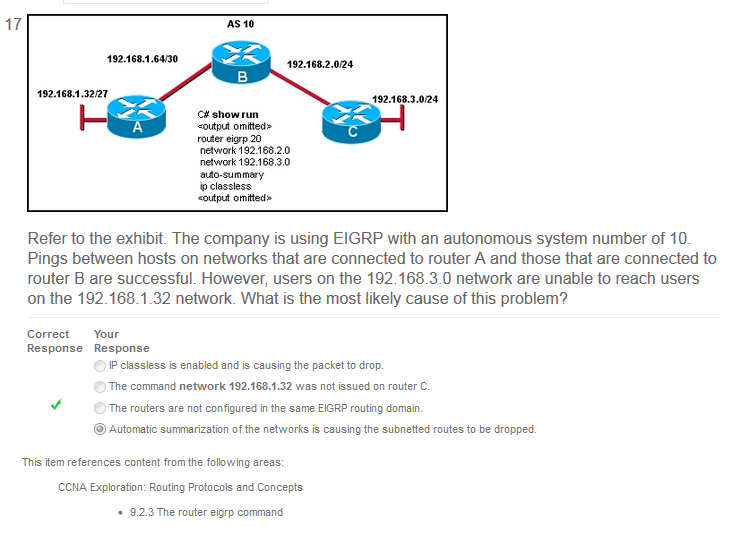 17
AS 10
192.168.1.64/30
192.168.2.0/24
B
192.168.1.32/27
192.168.3.0/24
A
C
C# show run
<output omitted>
router eigrp 20
network 192.168.2.0
network 192.168.3.0
auto-summary
ip classless
<output omitted>
Refer to the exhibit. The company is using EIGRP with an autonomous system number of 10.
Pings between hosts on networks that are connected to router A and those that are connected to
router B are successful. However, users on the 192.168.3.0 network are unable to reach users
on the 192.168.1.32 network. What is the most likely cause of this problem?
Correct Your
Response Response
IP classless is enabled and is causing the packet to drop.
The command network 192.168.1.32 was not issued on router C.
The routers are not configured in the same EIGRP routing domain.
Automatic summarization of the networks is causing the subnetted routes to be dropped.
This item references content from the following areas:
CCNA Exploration: Routing Protocols and Concepts
• 9.2.3 The router eigrp command